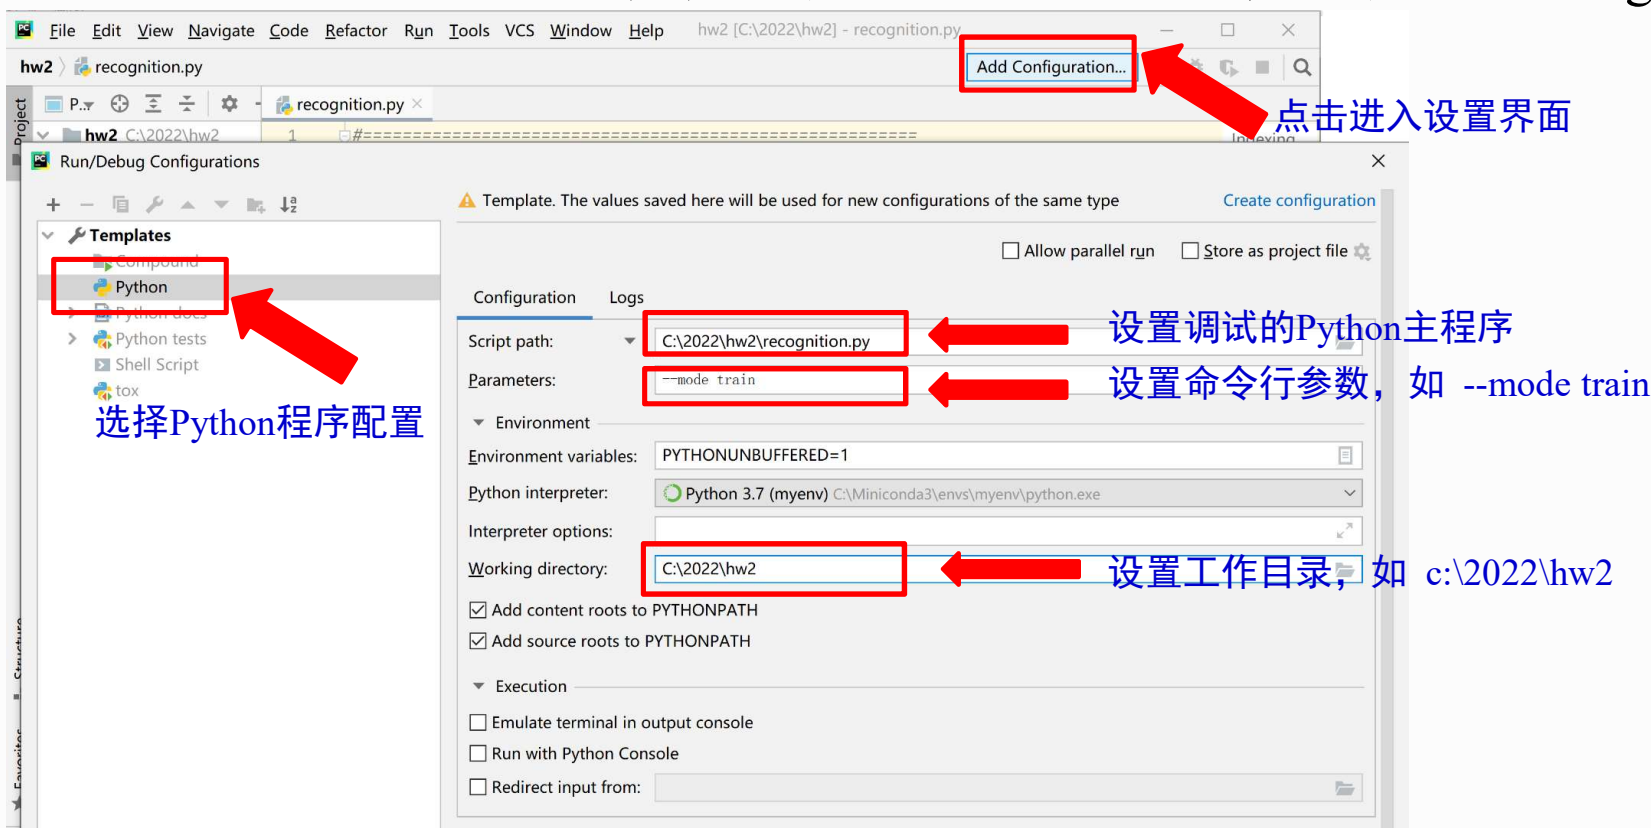 File Edit View Navigate Code Refactor Run Tools VCS Window Help hw2 [C:\2022\hw2] - recognition.py
hw2 recognition.py
Add Configuration...
点击进入设置界面
Project
P...
recognition.py
hw2 C:\2022\hw2
1 #================================================================
Indexing
Run/Debug Configurations
Template. The values saved here will be used for new configurations of the same type
Create configuration
Templates
Compound
Python
Python docs
Python tests
Shell Script
tox
选择Python程序配置
Allow parallel run
Store as project file
Configuration Logs
Script path: C:\2022\hw2\recognition.py
设置调试的Python主程序
Parameters: --mode train
设置命令行参数，如 --mode train
Environment
Environment variables: PYTHONUNBUFFERED=1
Python interpreter: Python 3.7 (myenv) C:\Miniconda3\envs\myenv\python.exe
Interpreter options:
Working directory: C:\2022\hw2
设置工作目录，如 c:\2022\hw2
Add content roots to PYTHONPATH
Add source roots to PYTHONPATH
Execution
Emulate terminal in output console
Run with Python Console
Redirect input from:
Structure
Favorites